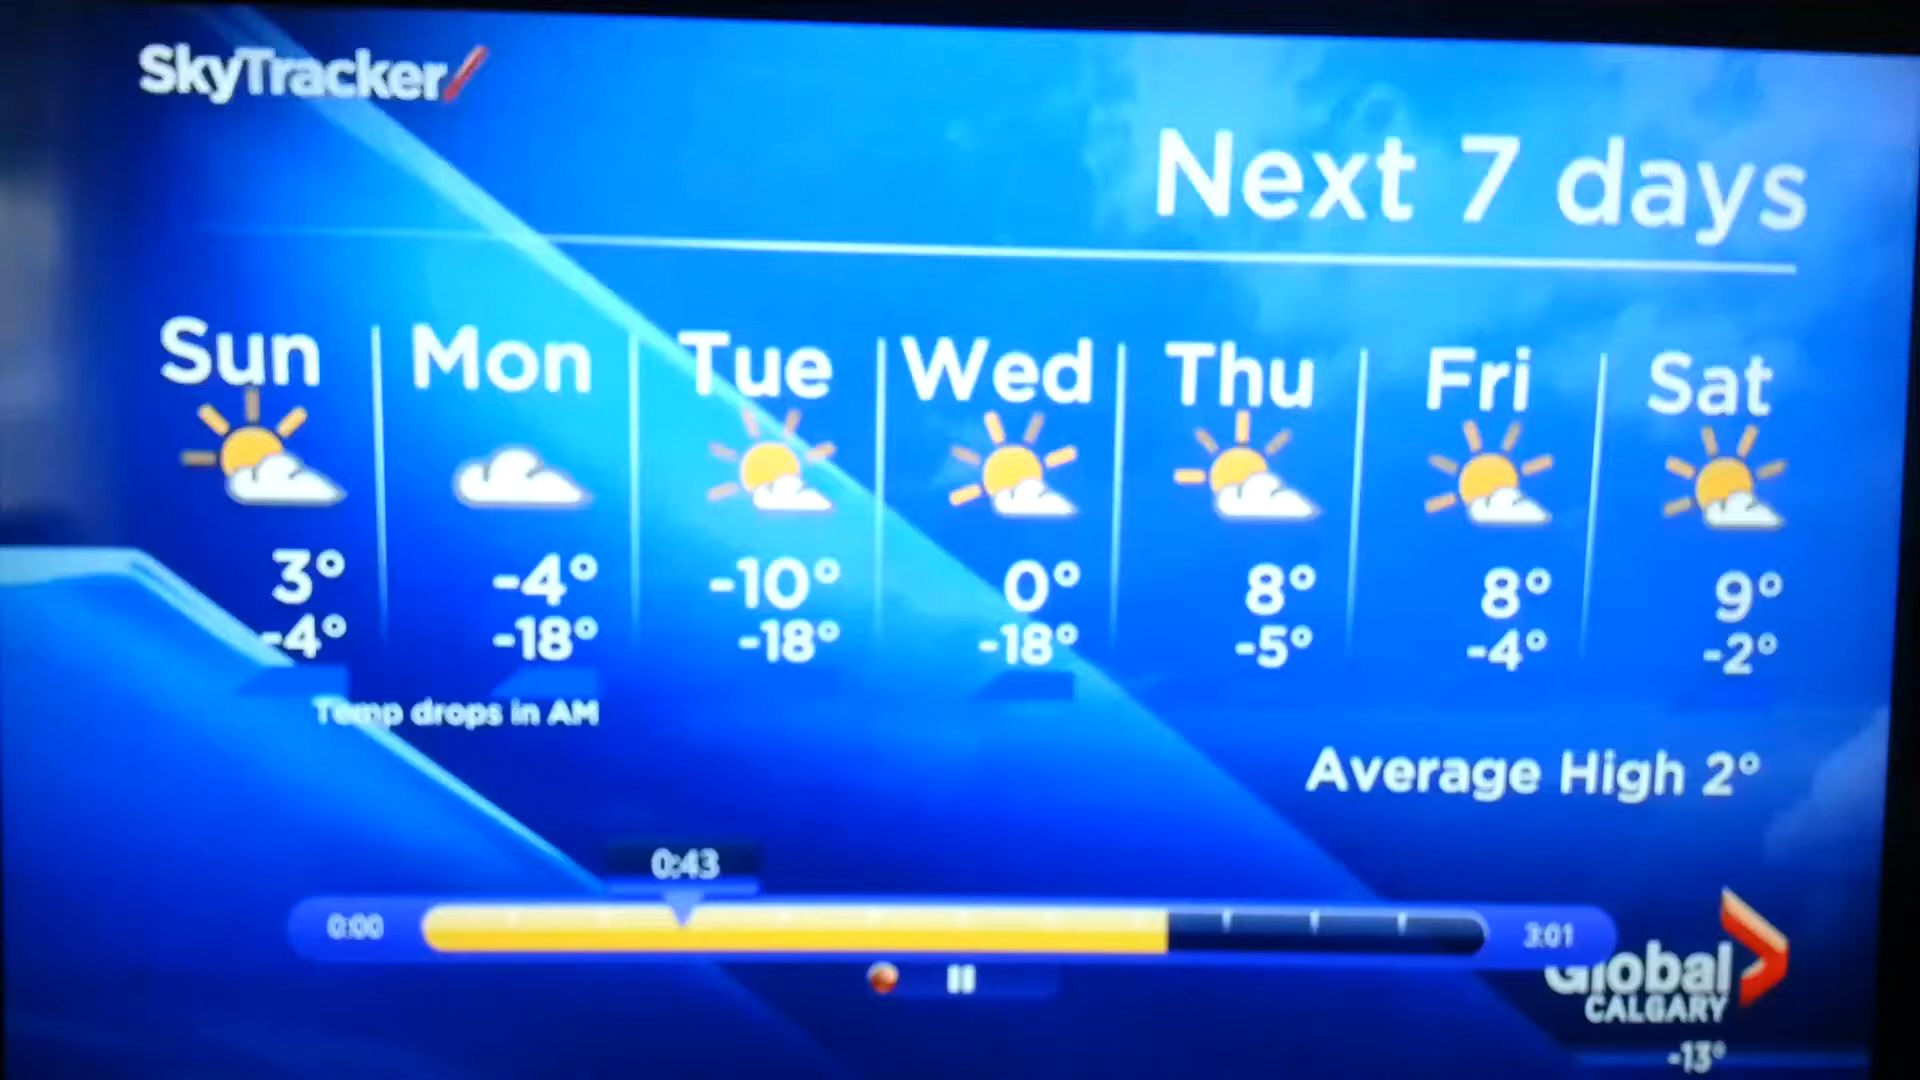 SkyTracker
Next 7 days
Sun Mon Tue Wed Thu Fri Sat
3° -4° -10° 0° 8° 8° 9°
-4° -18° -18° -18° -5° -4° -2°
Temp drops in AM
Average High 2°
0:43
0:00 3:01
Global
CALGARY
-13°